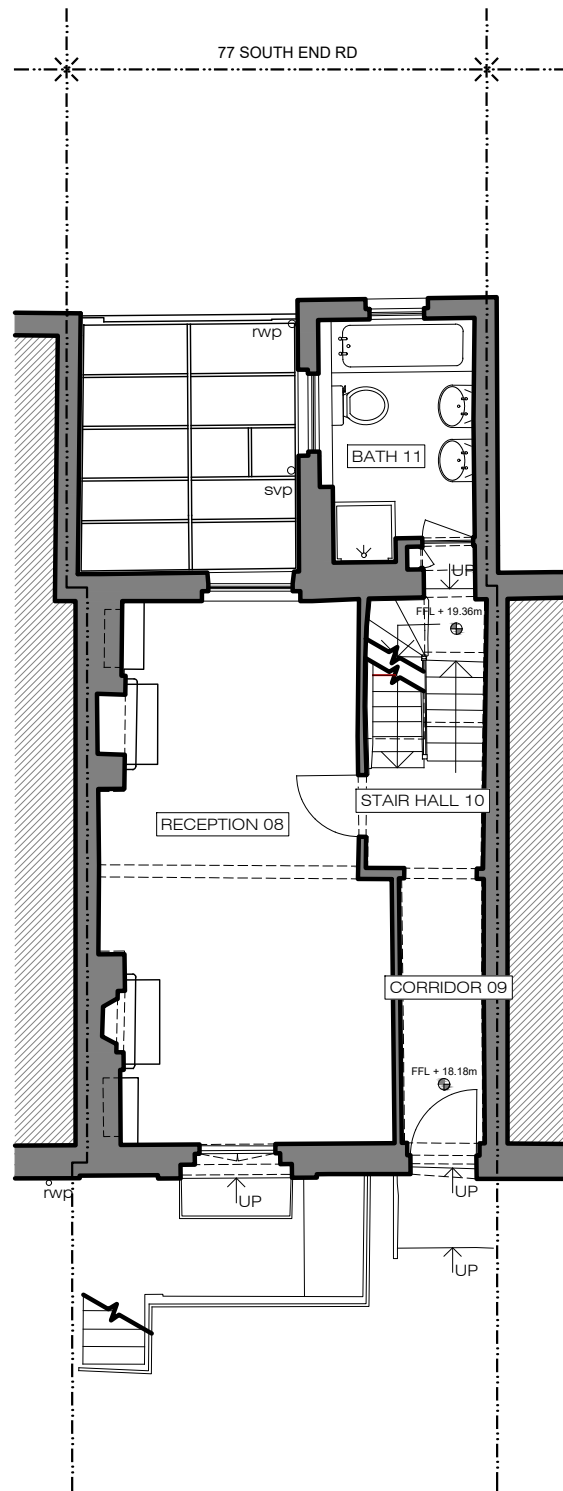 77 SOUTH END RD
rwp
BATH 11
svp
UP
FFL + 19.36m
STAIR HALL 10
RECEPTION 08
CORRIDOR 09
FFL + 18.18m
rwp
UP
UP
UP